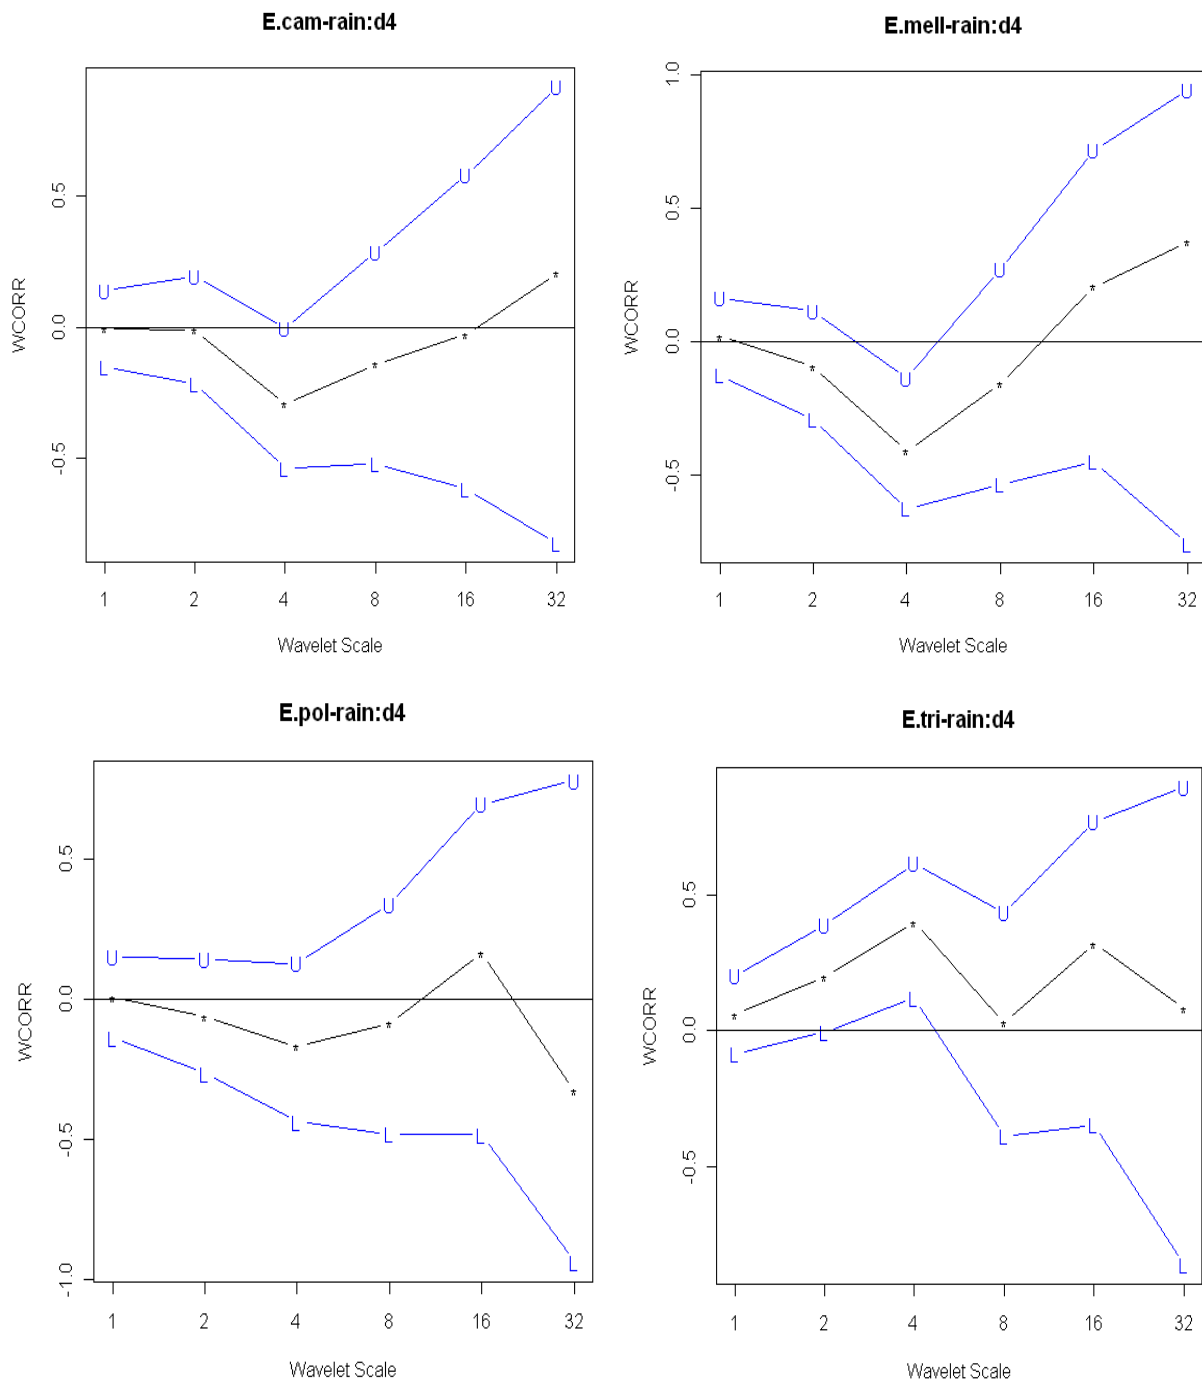 E.cam-rain:d4
WCORR
0.5
0.0
-0.5
U U U U U U
* * * * * *
L L L L L L
1 2 4 8 16 32
Wavelet Scale
E.mell-rain:d4
WCORR
1.0
0.5
0.0
-0.5
U U U U U U
* * * * * *
L L L L L L
1 2 4 8 16 32
Wavelet Scale
E.pol-rain:d4
WCORR
0.5
0.0
-0.5
-1.0
U U U U U U
* * * * * *
L L L L L L
1 2 4 8 16 32
Wavelet Scale
E.tri-rain:d4
WCORR
0.5
0.0
-0.5
U U U U U U
* * * * * *
L L L L L L
1 2 4 8 16 32
Wavelet Scale